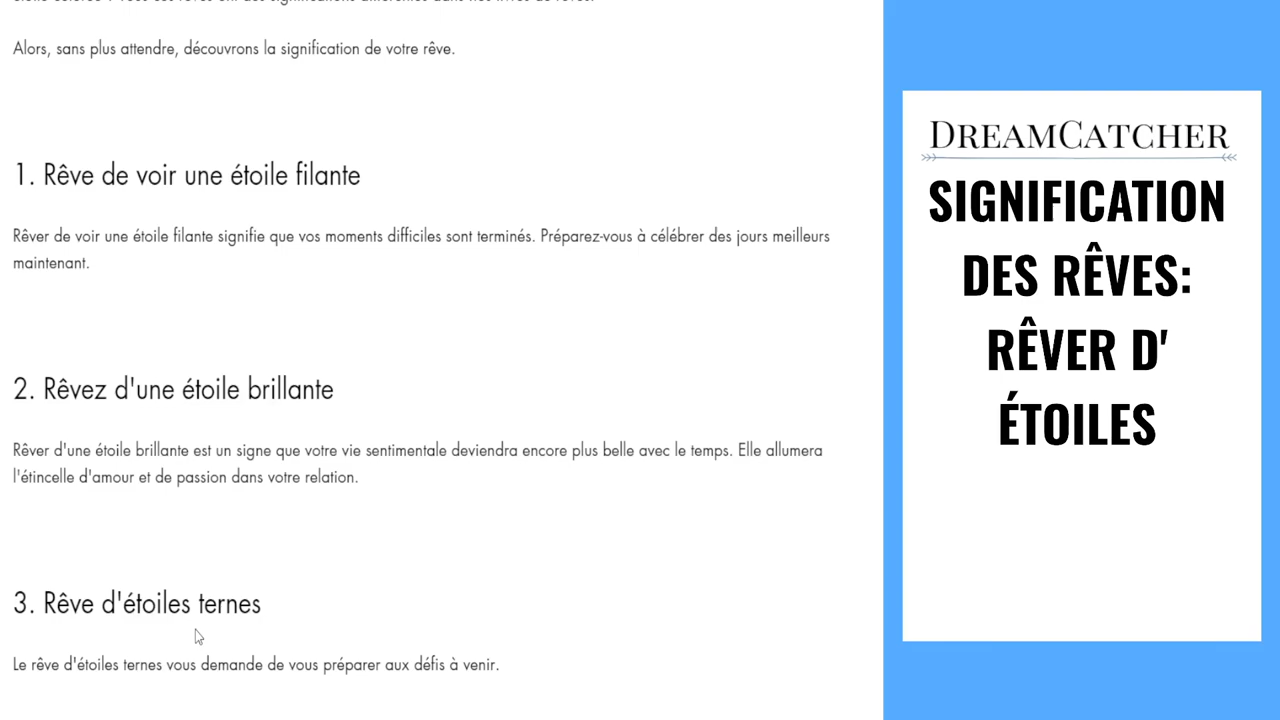 Alors, sans plus attendre, découvrons la signification de votre rêve.
1. Rêve de voir une étoile filante
Rêver de voir une étoile filante signifie que vos moments difficiles sont terminés. Préparez-vous à célébrer des jours meilleurs
maintenant.
2. Rêvez d'une étoile brillante
Rêver d'une étoile brillante est un signe que votre vie sentimentale deviendra encore plus belle avec le temps. Elle allumera
l'étincelle d'amour et de passion dans votre relation.
3. Rêve d'étoiles ternes
Le rêve d'étoiles ternes vous demande de vous préparer aux défis à venir.
DREAMCATCHER
SIGNIFICATION
DES RÊVES:
RÊVER D'
ÉTOILES